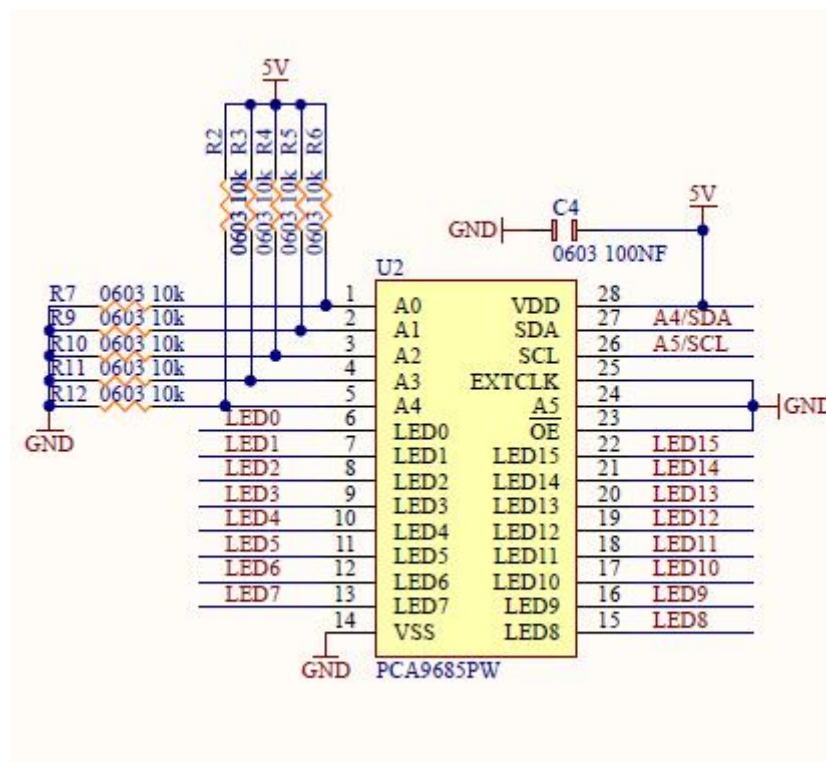 5V
R2 0603 10k
R3 0603 10k
R4 0603 10k
R5 0603 10k
R6 0603 10k
5V
GND C4
0603 100NF
U2
R7 0603 10k 1 A0 VDD 28
R9 0603 10k 2 A1 SDA 27 A4/SDA
R10 0603 10k 3 A2 SCL 26 A5/SCL
R11 0603 10k 4 A3 EXTCLK 25
R12 0603 10k 5 A4 A5 24 GND
GND LED0 6 LED0 OE 23
LED1 7 LED1 LED15 22 LED15
LED2 8 LED2 LED14 21 LED14
LED3 9 LED3 LED13 20 LED13
LED4 10 LED4 LED12 19 LED12
LED5 11 LED5 LED11 18 LED11
LED6 12 LED6 LED10 17 LED10
LED7 13 LED7 LED9 16 LED9
14 VSS LED8 15 LED8
GND PCA9685PW